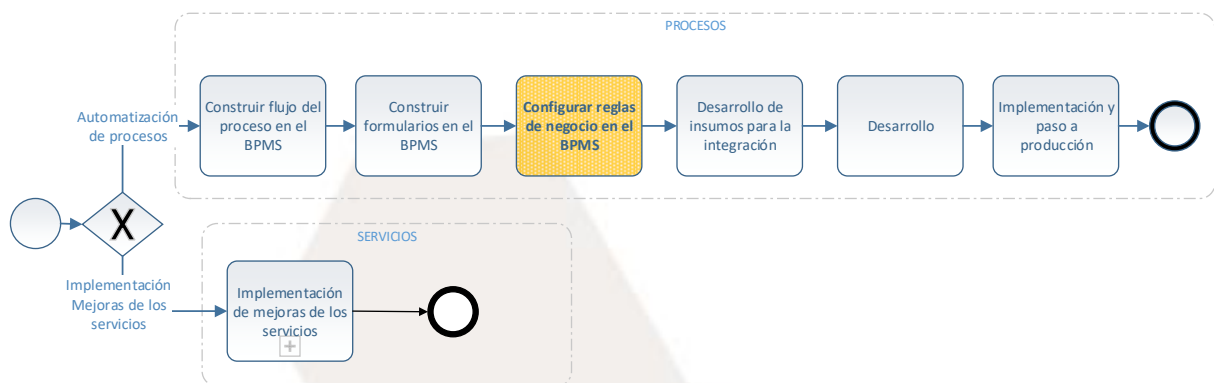 PROCESOS
Automatización
de procesos
Construir flujo del
proceso en el
BPMS
Construir
formularios en el
BPMS
Configurar reglas
de negocio en el
BPMS
Desarrollo de
insumos para la
integración
Desarrollo
Implementación y
paso a
producción
X
SERVICIOS
Implementación
Mejoras de los
servicios
Implementación
de mejoras de los
servicios